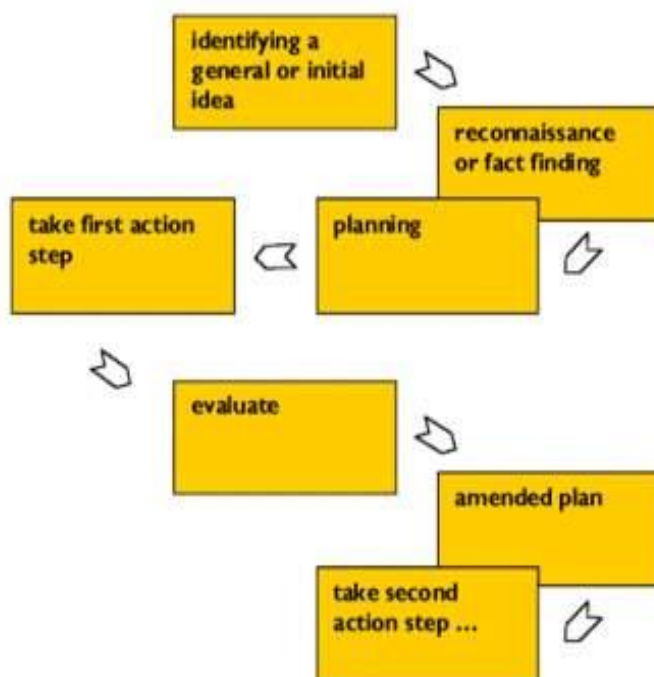 identifying a
general or initial
idea
reconnaissance
or fact finding
planning
take first action
step
evaluate
amended plan
take second
action step ...